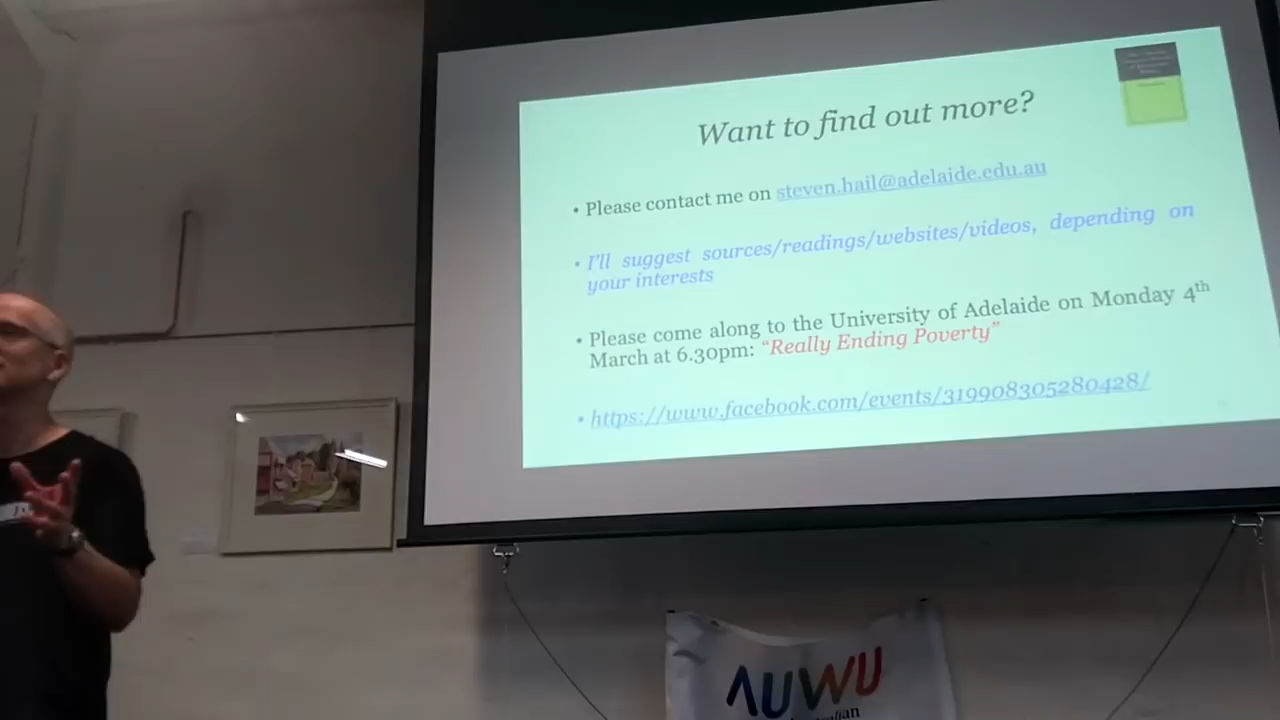 Want to find out more?
• Please contact me on steven.hail@adelaide.edu.au
• I'll suggest sources/readings/websites/videos, depending on
your interests
• Please come along to the University of Adelaide on Monday 4th
March at 6.30pm: "Really Ending Poverty"
• https://www.facebook.com/events/319908305280428/
AUWU